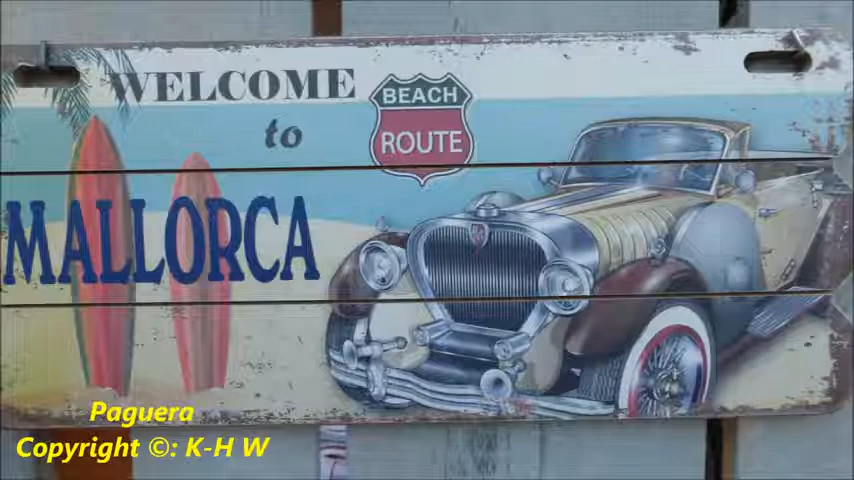 WELCOME
to
BEACH
ROUTE
MALLORCA
Paguera
Copyright ©: K-H W